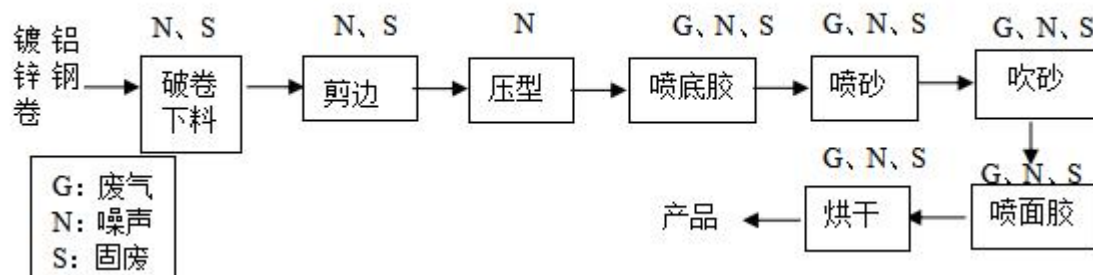 N、S
N、S
N
G、N、S
G、N、S
G、N、S
镀铝
锌钢
卷
破卷
下料
剪边
压型
喷底胶
喷砂
吹砂
G、N、S
G、N、S
产品
烘干
喷面胶
G：废气
N：噪声
S：固废